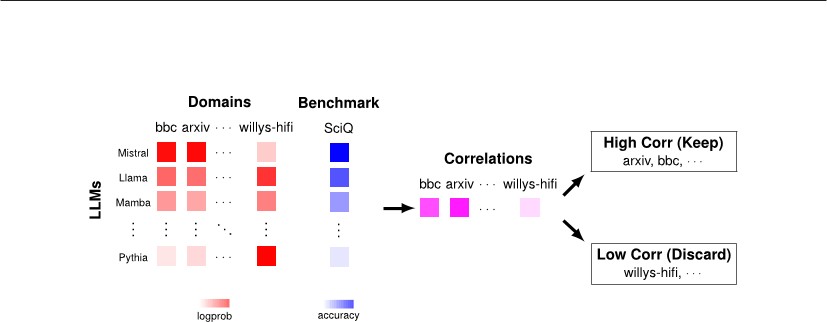 Domains Benchmark
bbc arxiv ··· willys-hifi SciQ
LLMs
Mistral ···
Llama ···
Mamba ···
Pythia ···
logprob accuracy
Correlations
bbc arxiv ··· willys-hifi
···
High Corr (Keep)
arxiv, bbc, ···
Low Corr (Discard)
willys-hifi, ···